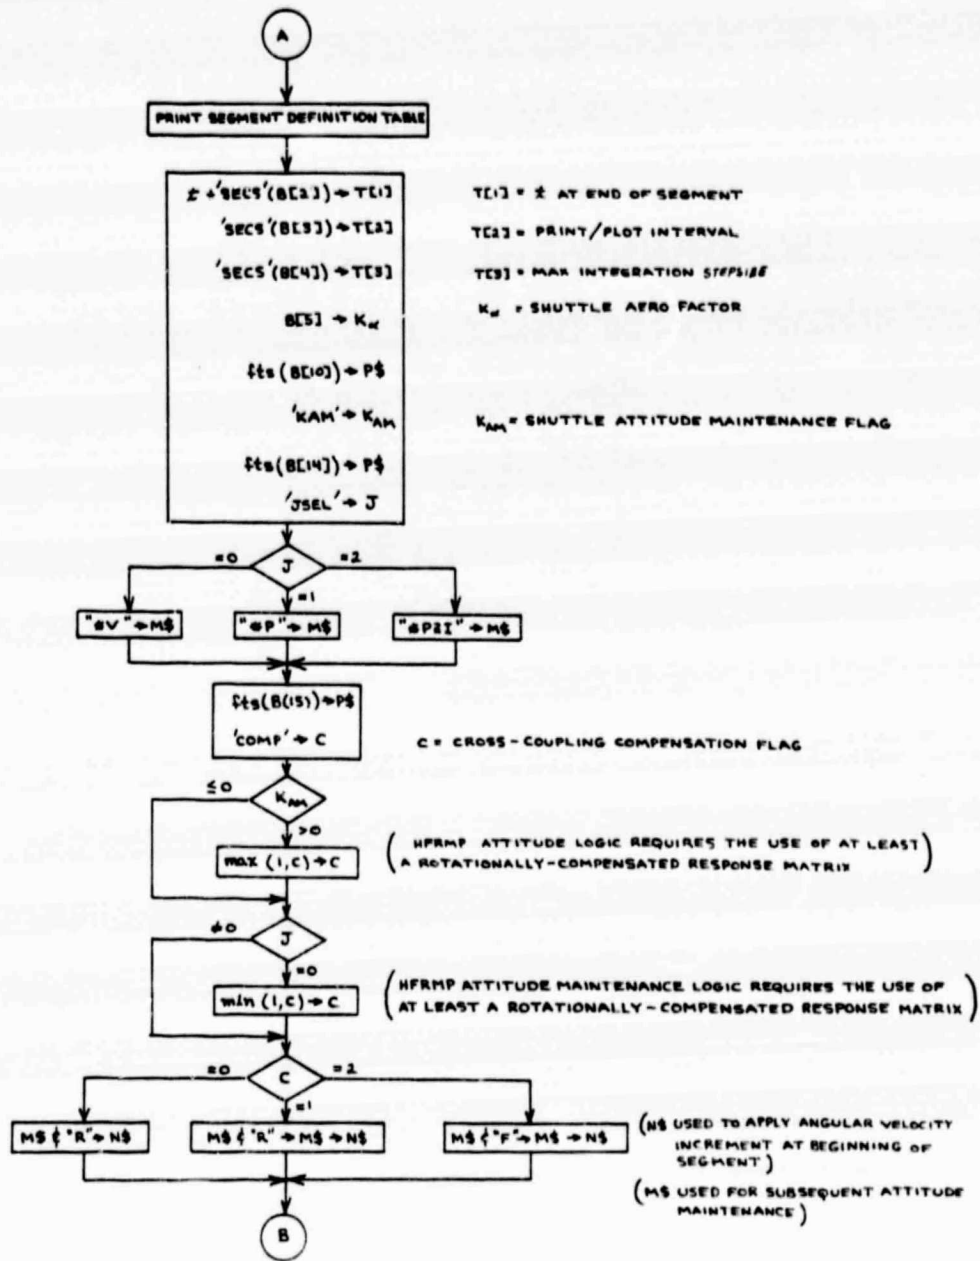 A
PRINT SEGMENT DEFINITION TABLE
t + 'SECS'(B[2]) → T[1]
T[1] = t AT END OF SEGMENT
'SECS'(B[3]) → T[2]
T[2] = PRINT/PLOT INTERVAL
'SECS'(B[4]) → T[3]
T[3] = MAX INTEGRATION STEPSIZE
B[5] → Kα
Kα = SHUTTLE AERO FACTOR
fts(B[10]) → P$
'KAM' → KAM
KAM = SHUTTLE ATTITUDE MAINTENANCE FLAG
fts(B[14]) → P$
'JSEL' → J
=0 J =2
=1
"V" → M$ "P" → M$ "I" → M$
fts(B(15)) → P$
'COMP' → C
C = CROSS-COUPLING COMPENSATION FLAG
≤0 KAM
>0
max (1,C) → C
(HFRMP ATTITUDE LOGIC REQUIRES THE USE OF AT LEAST
A ROTATIONALLY-COMPENSATED RESPONSE MATRIX)
≠0 J
=0
min (1,C) → C
(HFRMP ATTITUDE MAINTENANCE LOGIC REQUIRES THE USE OF
AT LEAST A ROTATIONALLY-COMPENSATED RESPONSE MATRIX)
=0 C =2
=1
M$ & "R" → N$ M$ & "R" → M$ → N$ M$ & "F" → M$ → N$
(N$ USED TO APPLY ANGULAR VELOCITY
INCREMENT AT BEGINNING OF
SEGMENT)
(M$ USED FOR SUBSEQUENT ATTITUDE
MAINTENANCE)
B